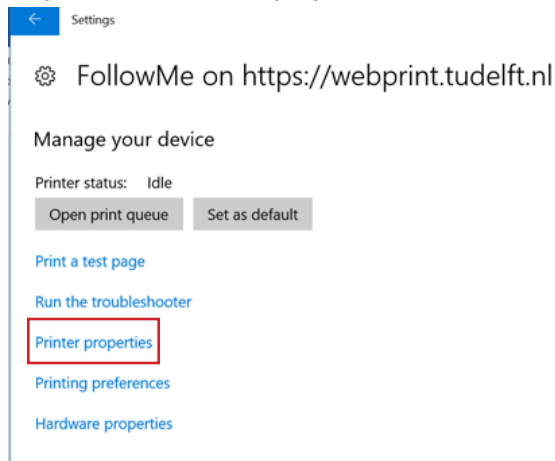 Settings
FollowMe on https://webprint.tudelft.nl
Manage your device
Printer status: Idle
Open print queue Set as default
Print a test page
Run the troubleshooter
Printer properties
Printing preferences
Hardware properties